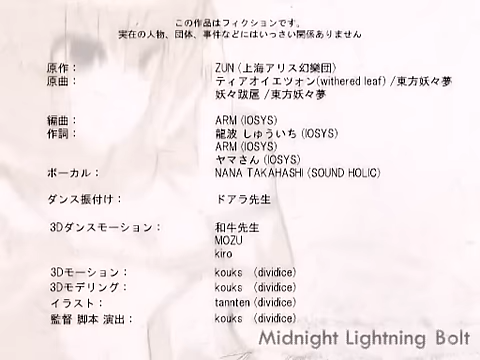 この作品はフィクションです。
実在の人物、団体、事件などにはいっさい関係ありません
原作： ZUN (上海アリス幻樂団)
原曲： ティアオイエツォン(withered leaf) /東方妖々夢
妖々跋扈 /東方妖々夢
編曲： ARM (IOSYS)
作詞： 龍波 しゅういち (IOSYS)
ARM (IOSYS)
ヤマさん (IOSYS)
ボーカル： NANA TAKAHASHI (SOUND HOLIC)
ダンス振付け： ドアラ先生
3Dダンスモーション： 和牛先生
MOZU
kiro
3Dモーション： kouks （dividice)
3Dモデリング： kouks （dividice)
イラスト： tannten (dividice)
監督 脚本 演出： kouks （dividice)
Midnight Lightning Bolt